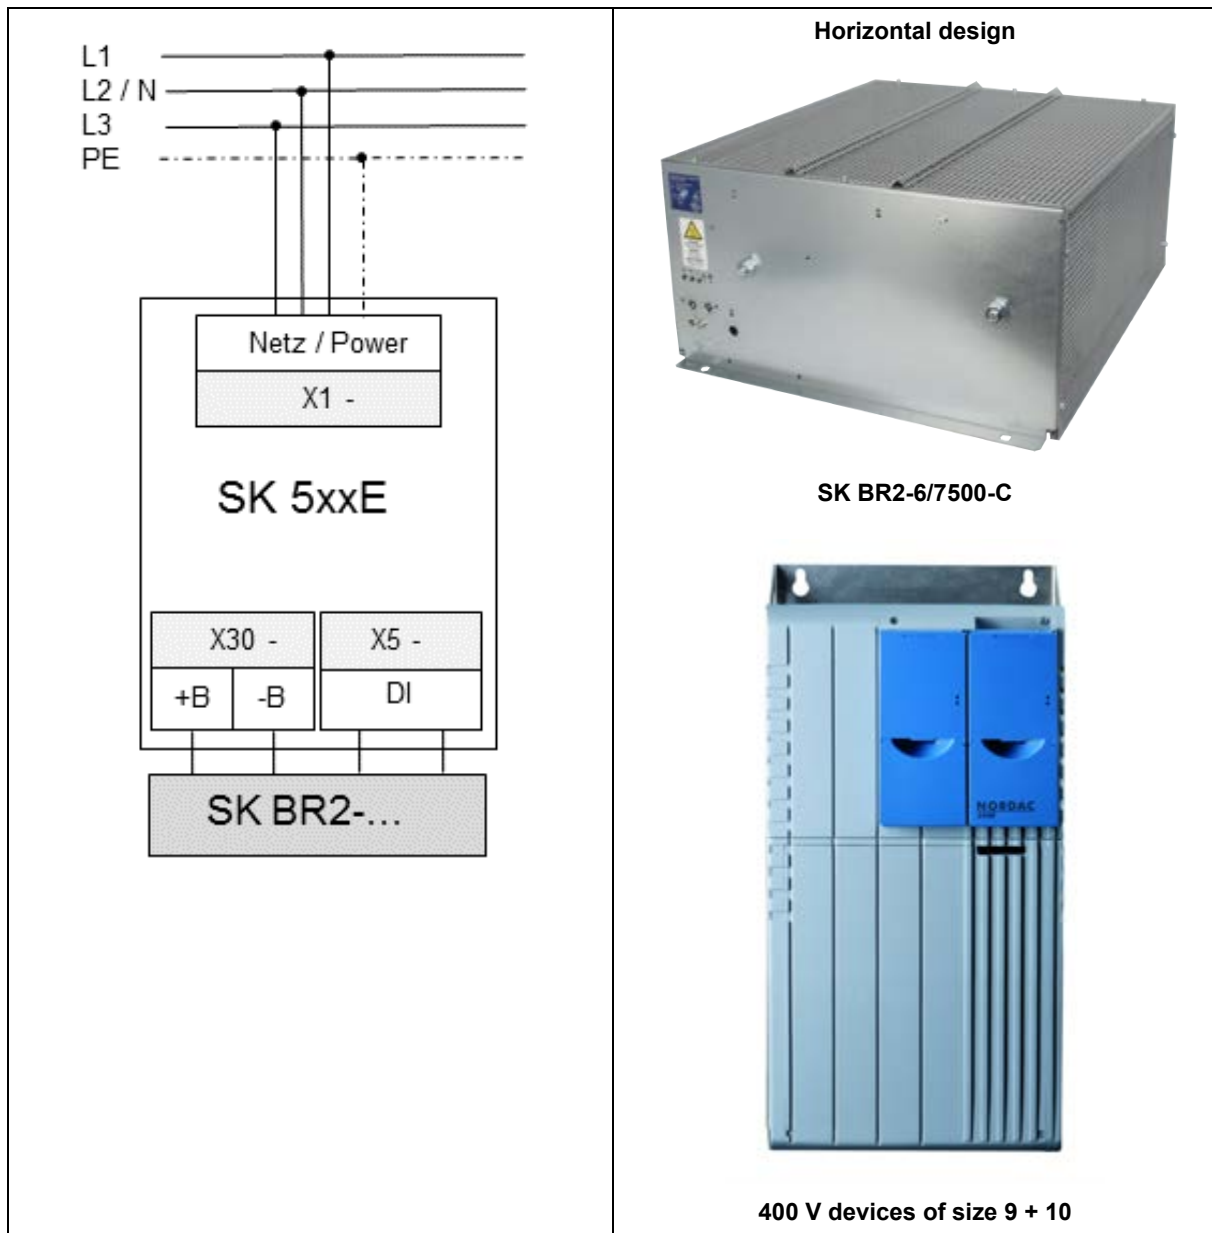 L1
L2 / N
L3
PE
Netz / Power
X1 -
SK 5xxE
X30 -
X5 -
+B
-B
DI
SK BR2-...
Horizontal design
SK BR2-6/7500-C
NORDAC
400 V devices of size 9 + 10